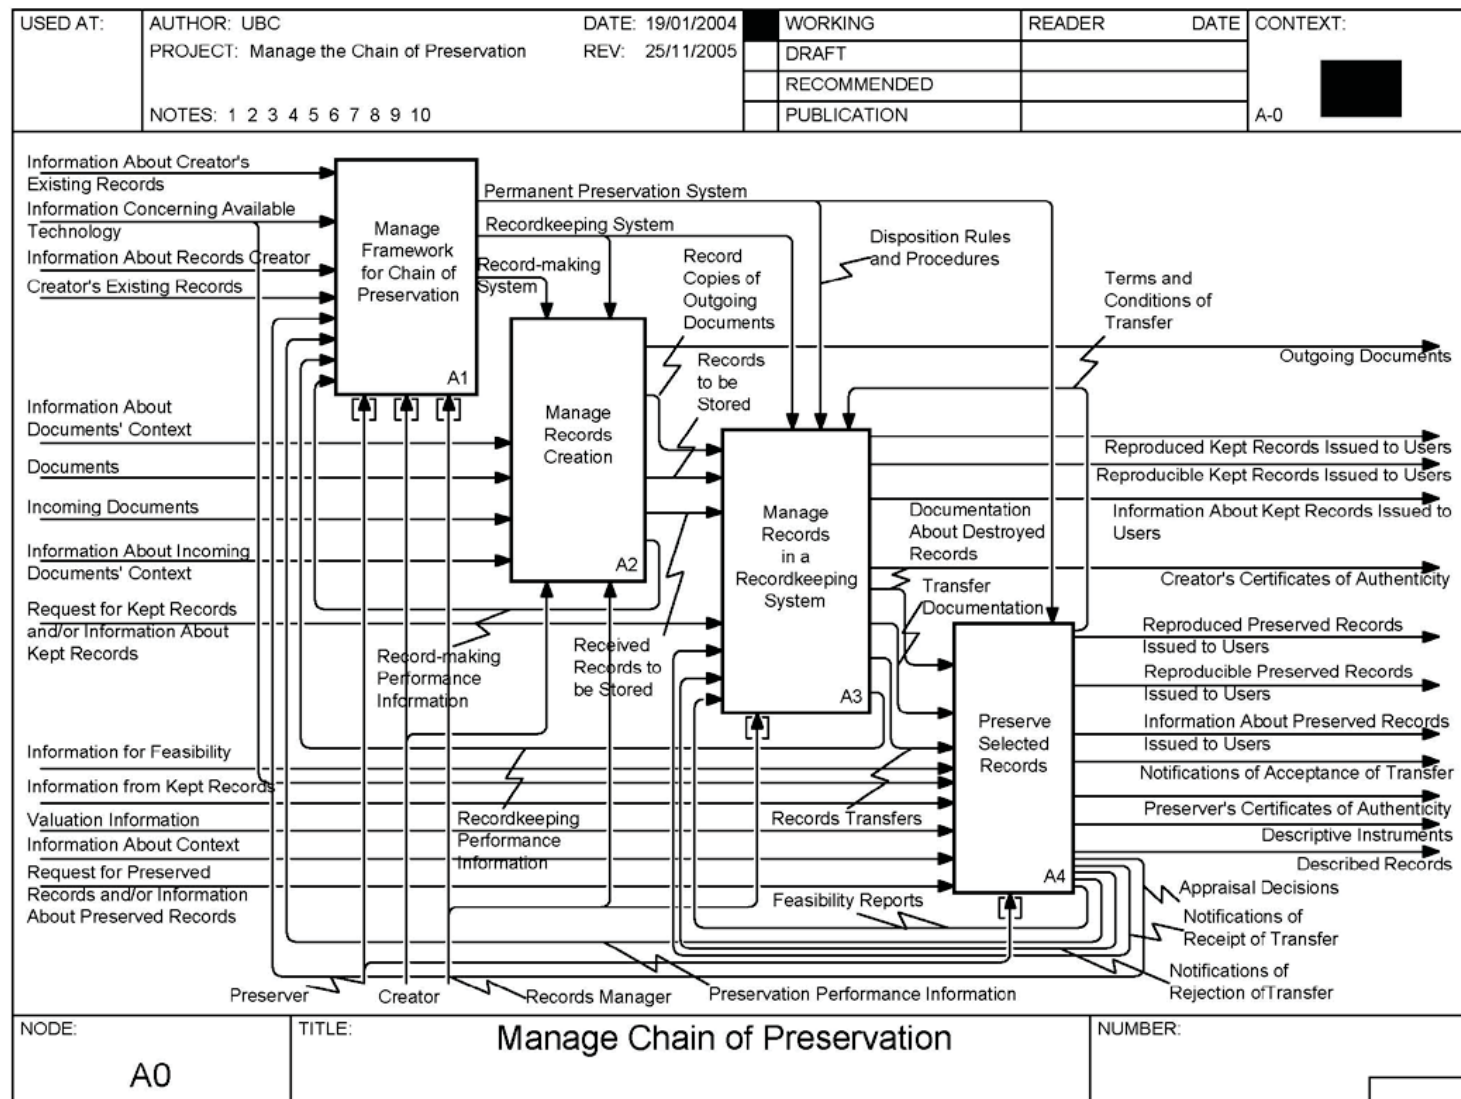 USED AT:
AUTHOR: UBC
DATE: 19/01/2004
PROJECT: Manage the Chain of Preservation
REV: 25/11/2005
NOTES: 1 2 3 4 5 6 7 8 9 10
WORKING
DRAFT
RECOMMENDED
PUBLICATION
READER
DATE
CONTEXT:
A-0
Information About Creator's
Existing Records
Information Concerning Available
Technology
Information About Records Creator
Creator's Existing Records
Manage
Framework
for Chain of
Preservation
A1
Permanent Preservation System
Recordkeeping System
Record-making
System
Record
Copies of
Outgoing
Documents
Disposition Rules
and Procedures
Terms and
Conditions of
Transfer
Outgoing Documents
Records
to be
Stored
Information About
Documents' Context
Documents
Incoming Documents
Information About Incoming
Documents' Context
Manage
Records
Creation
A2
Request for Kept Records
and/or Information About
Kept Records
Record-making
Performance
Information
Received
Records to
be Stored
Manage
Records
in a
Recordkeeping
System
A3
Reproduced Kept Records Issued to Users
Reproducible Kept Records Issued to Users
Information About Kept Records Issued to
Users
Documentation
About Destroyed
Records
Creator's Certificates of Authenticity
Transfer
Documentation
Reproduced Preserved Records
Issued to Users
Reproducible Preserved Records
Issued to Users
Information About Preserved Records
Issued to Users
Notifications of Acceptance of Transfer
Preserver's Certificates of Authenticity
Descriptive Instruments
Described Records
Preserve
Selected
Records
A4
Information for Feasibility
Information from Kept Records
Valuation Information
Information About Context
Request for Preserved
Records and/or Information
About Preserved Records
Recordkeeping
Performance
Information
Records Transfers
Feasibility Reports
Appraisal Decisions
Notifications of
Receipt of Transfer
Notifications of
Rejection ofTransfer
Preserver
Creator
Records Manager
Preservation Performance Information
NODE:
A0
TITLE:
Manage Chain of Preservation
NUMBER: